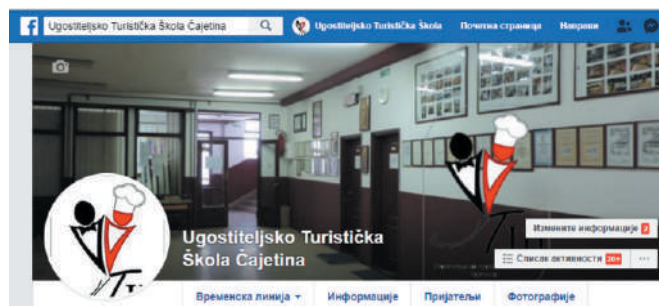 Ugostiteljsko Turistička Škola Čajetina
Ugostiteljsko Turistička Škola
Почетна страница
Направи
Измените информације 2
Ugostiteljsko Turistička
Škola Čajetina
Списак активности 20+
Временска линија
Информације
Пријатељи
Фотографије